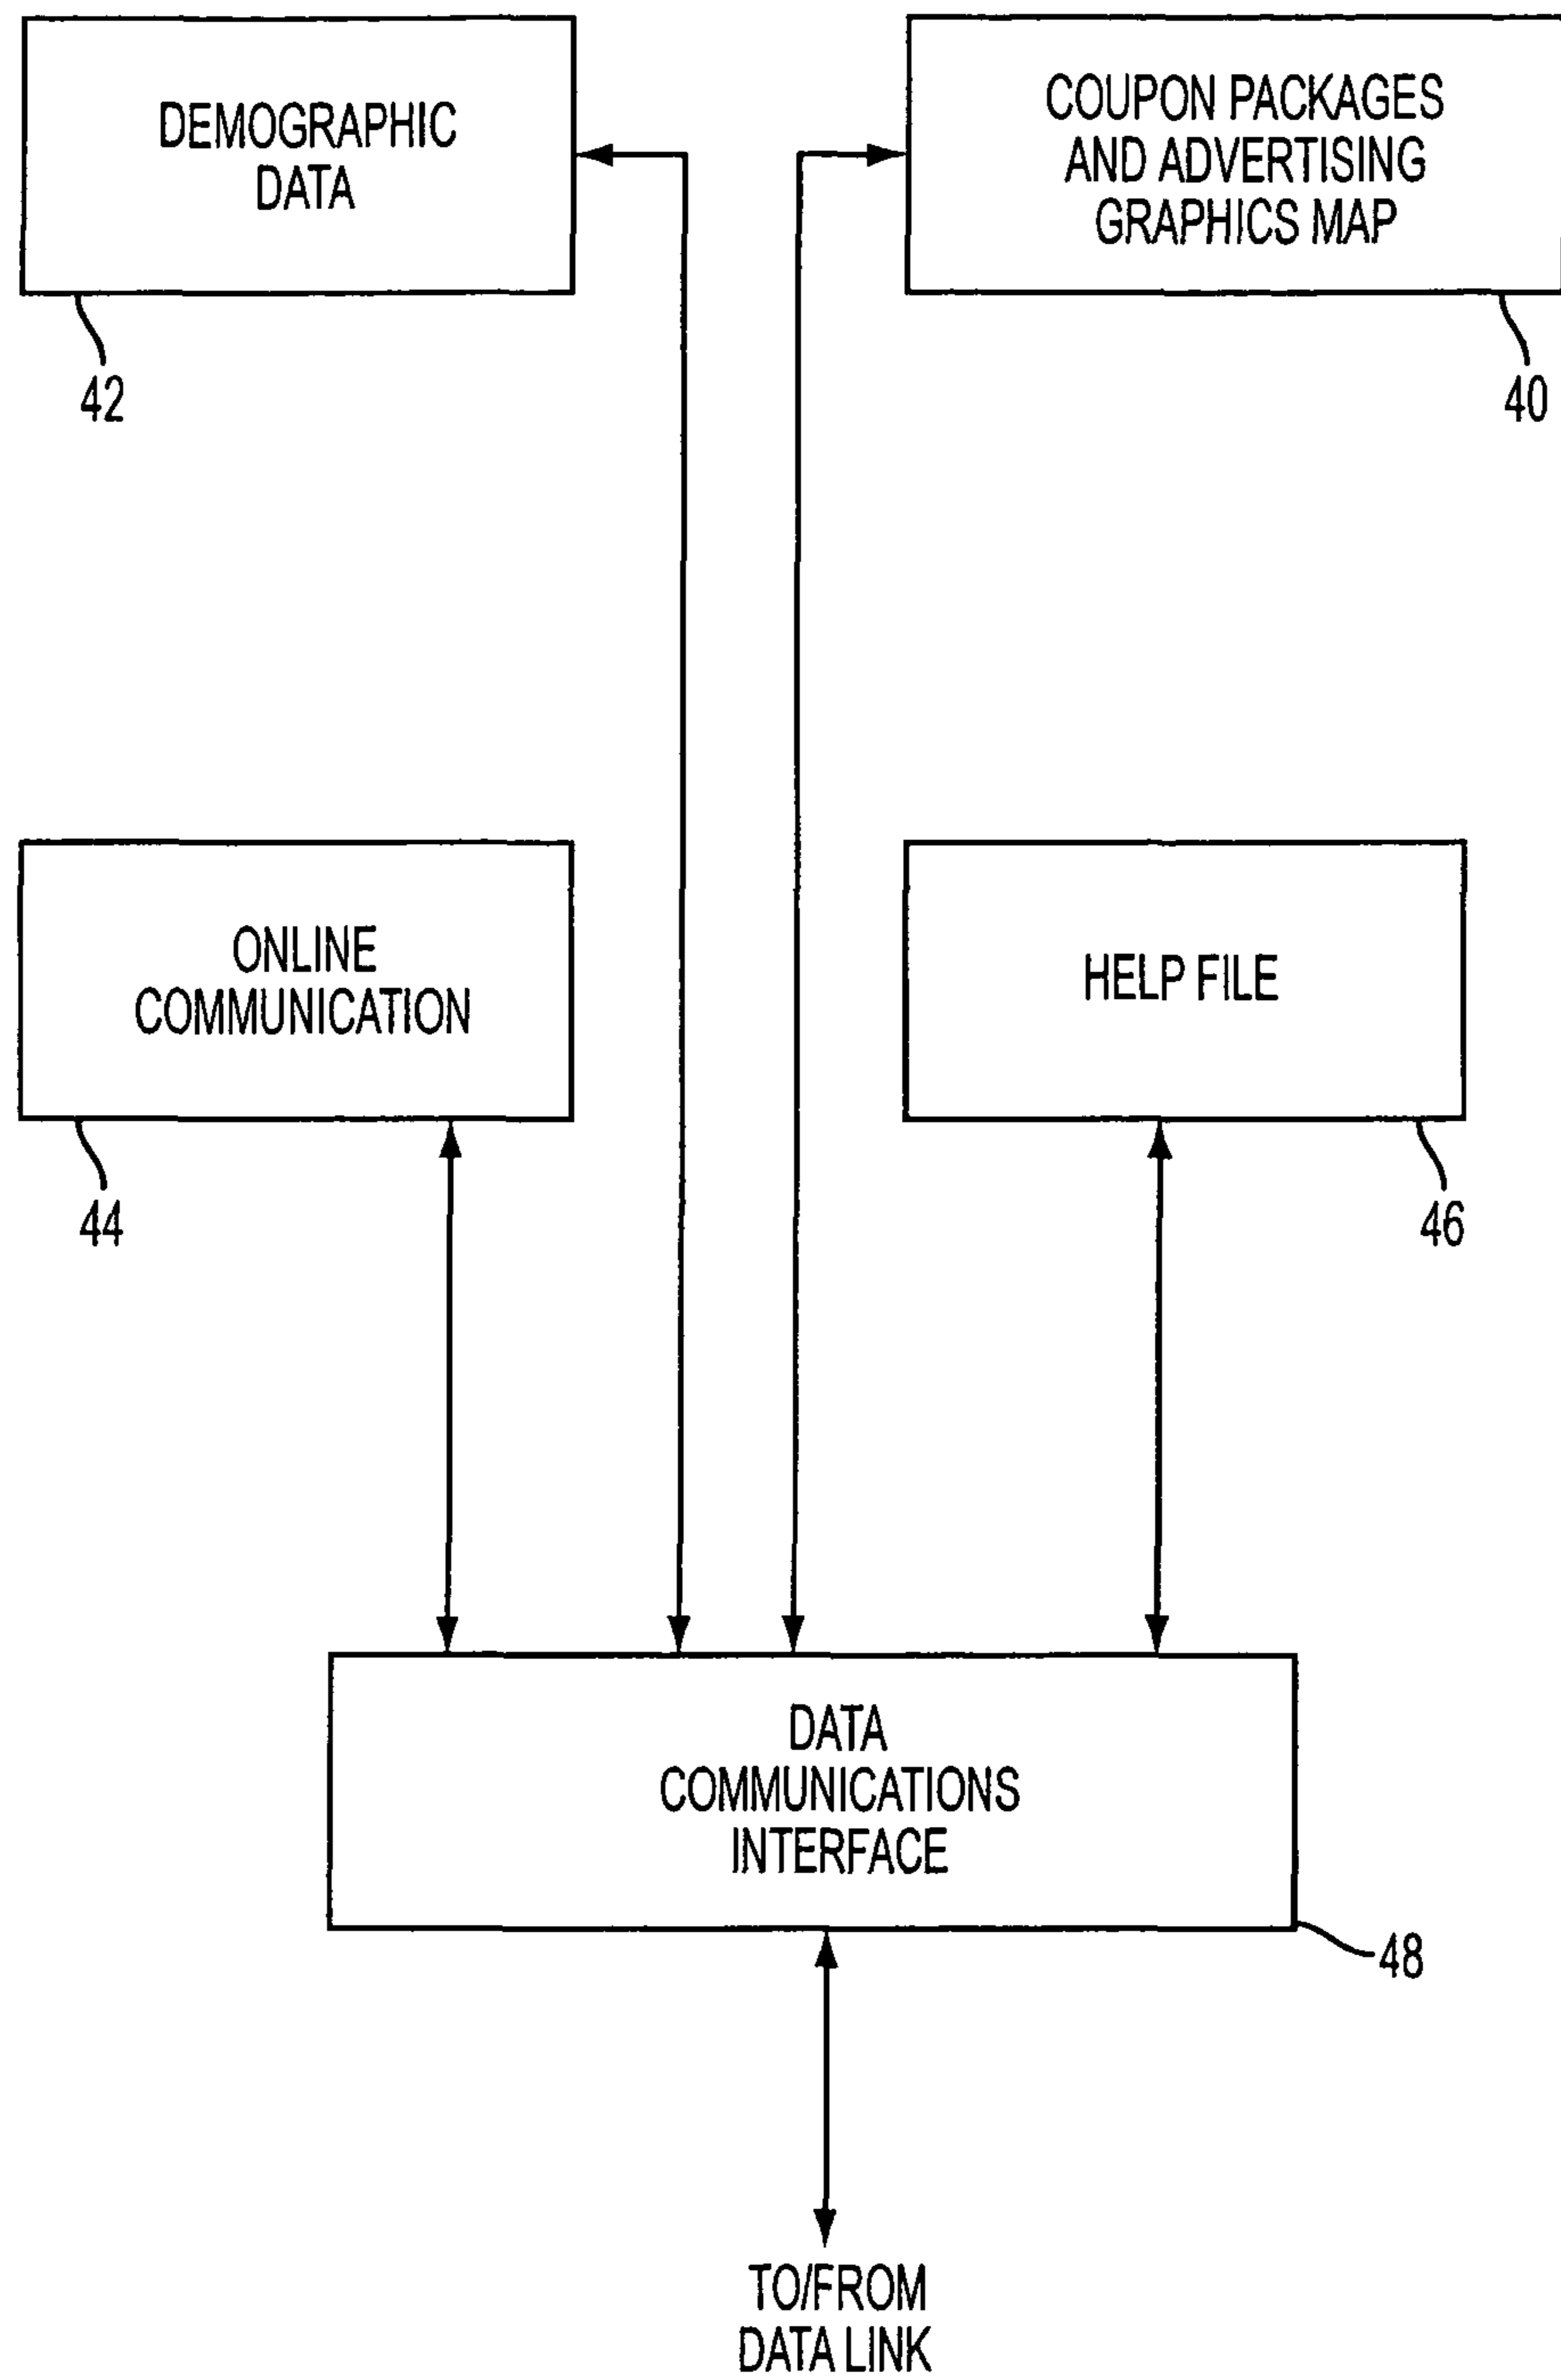 DEMOGRAPHIC
DATA
42
COUPON PACKAGES
AND ADVERTISING
GRAPHICS MAP
40
ONLINE
COMMUNICATION
44
HELP FILE
46
DATA
COMMUNICATIONS
INTERFACE
48
TO/FROM
DATA LINK